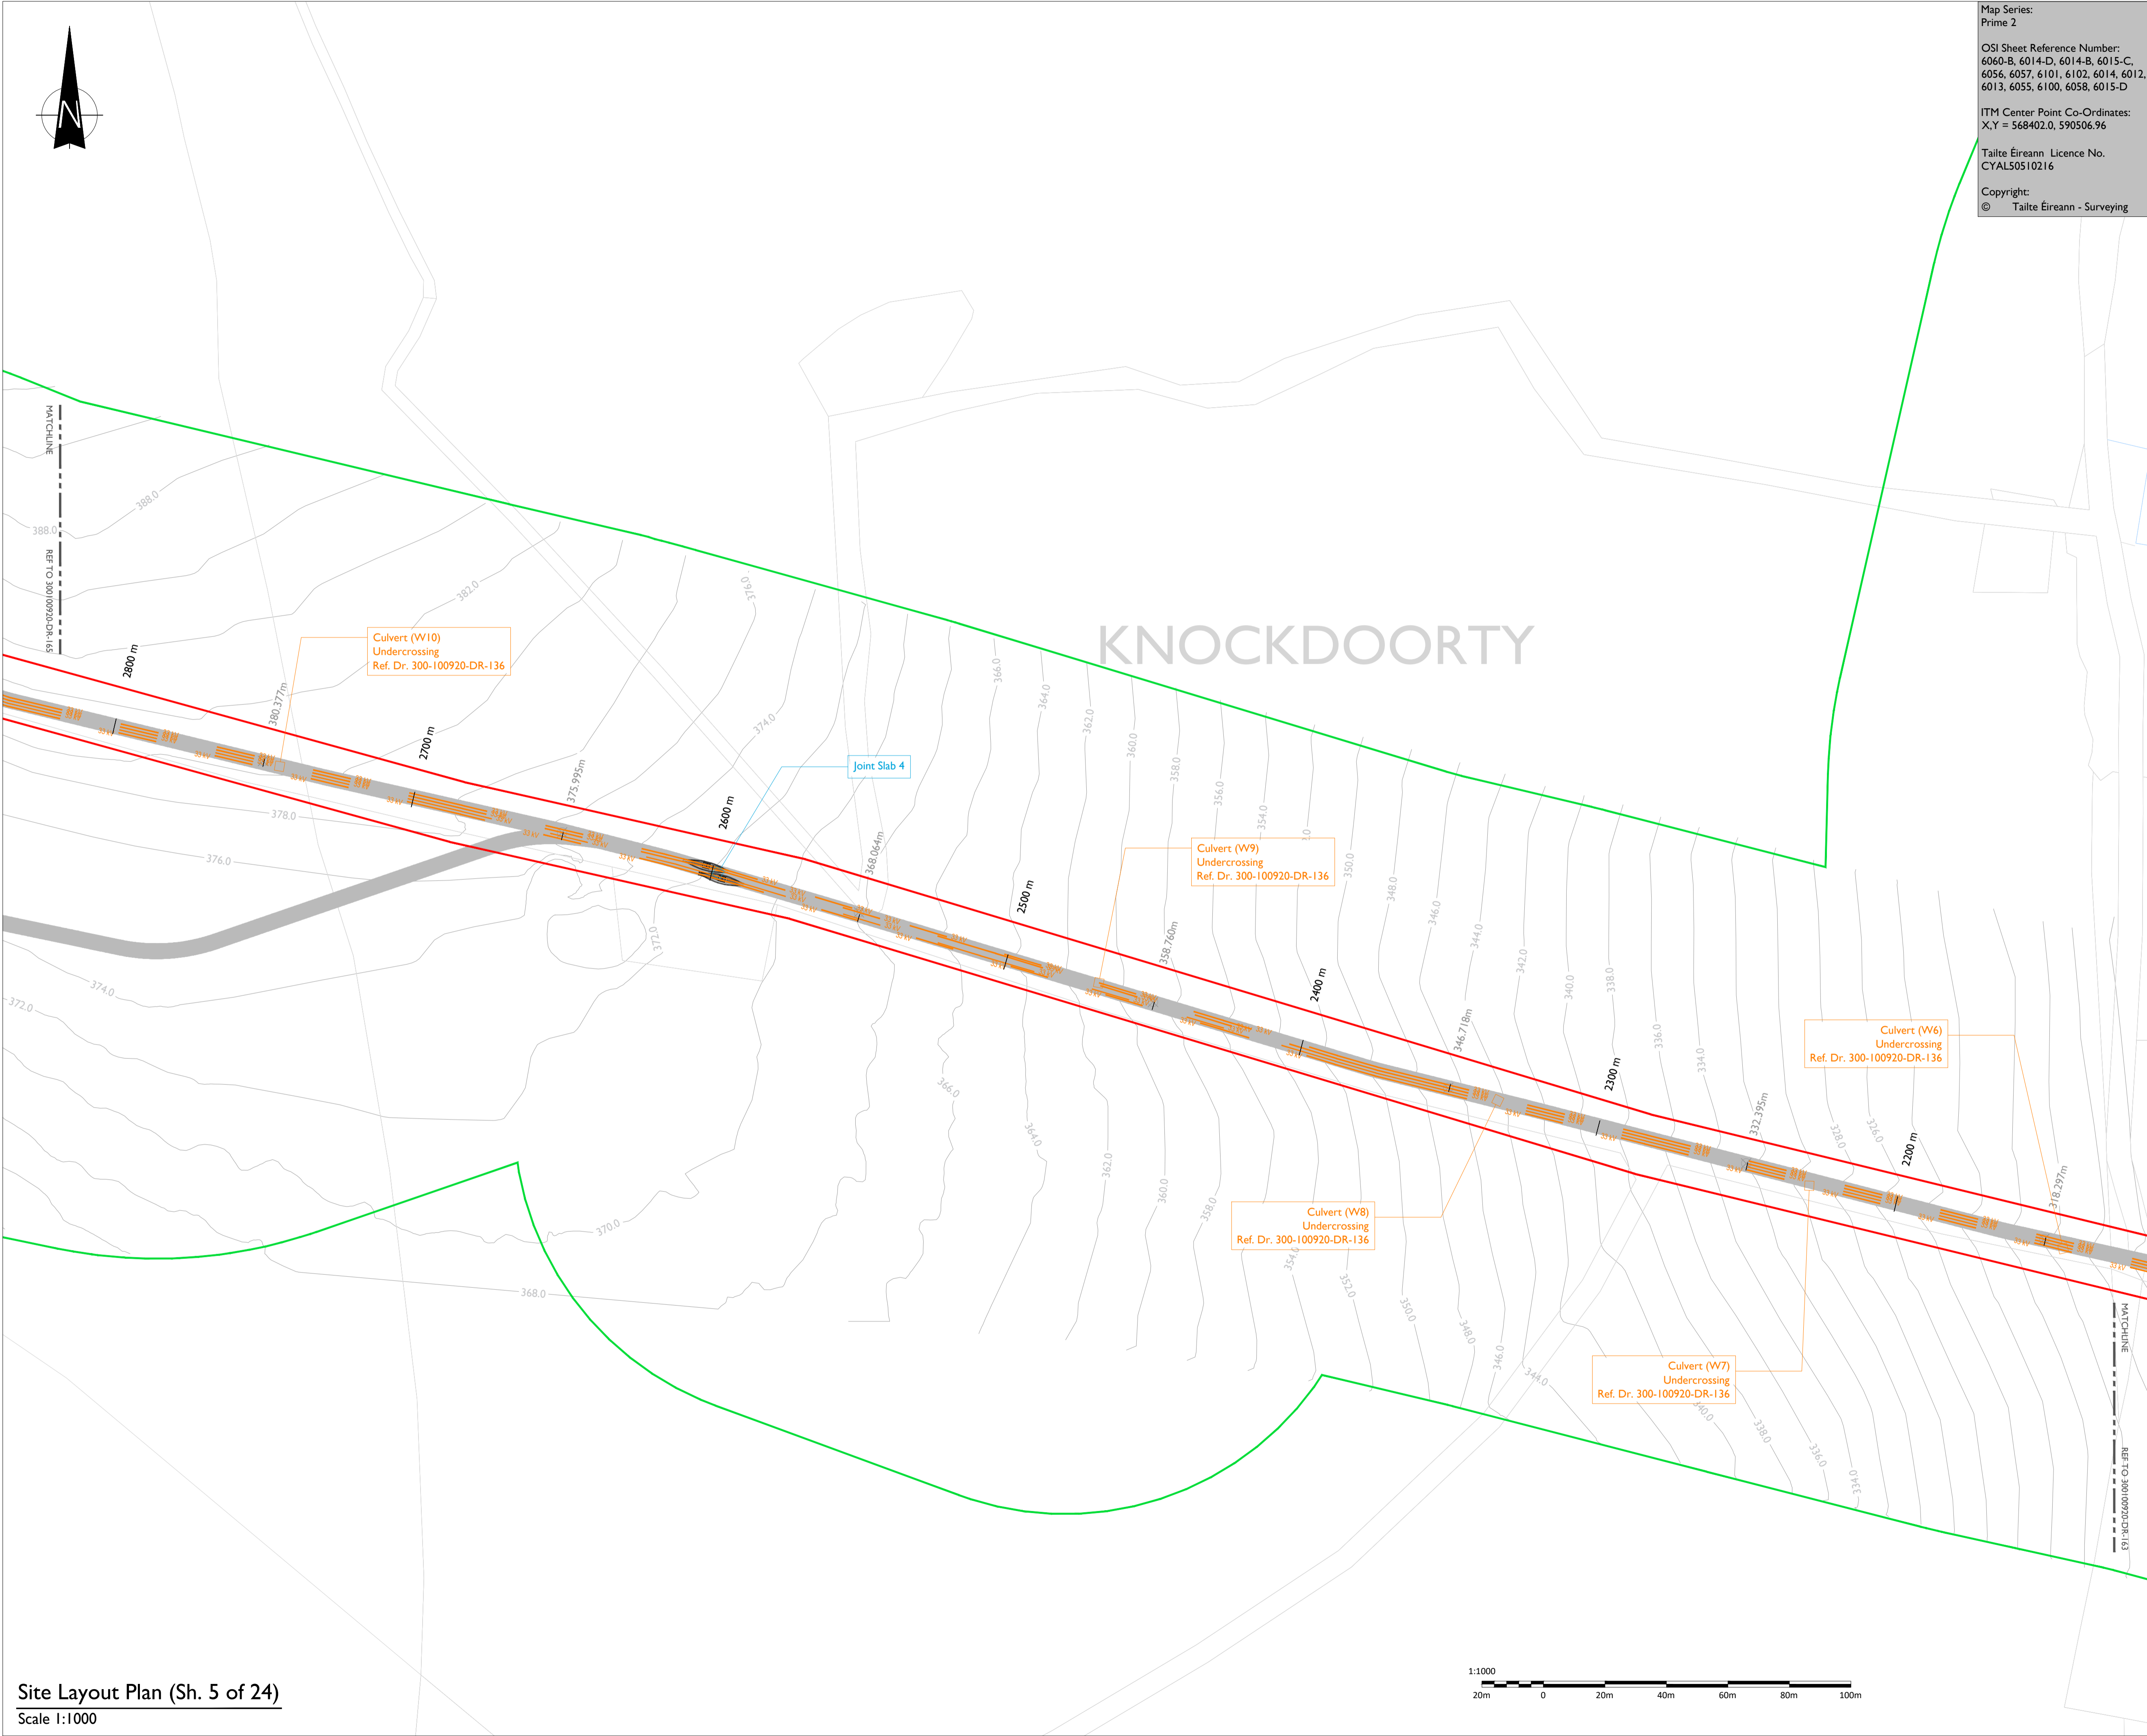 Map Series:
Prime 2
OSI Sheet Reference Number:
6060-B, 6014-D, 6014-B, 6015-C,
6056, 6057, 6101, 6102, 6014, 6012,
6013, 6055, 6100, 6058, 6015-D
ITM Center Point Co-Ordinates:
X,Y = 568402.0, 590506.96
Tailte Éireann Licence No.
CYAL50510216
Copyright:
© Tailte Éireann - Surveying
N
KNOCKDOORTY
MATCHLINE
REF TO 300100920-DR-165
388.0
388.0
382.0
376.0
374.0
Culvert (W10)
Undercrossing
Ref. Dr. 300-100920-DR-136
2800 m
380.377m
2700 m
375.995m
2600 m
Joint Slab 4
368.064m
2500 m
366.0
364.0
362.0
360.0
358.0
356.0
354.0
350.0
348.0
346.0
344.0
342.0
340.0
338.0
336.0
334.0
Culvert (W9)
Undercrossing
Ref. Dr. 300-100920-DR-136
358.760m
2400 m
346.718m
2300 m
332.395m
328.0
326.0
2200 m
318.297m
Culvert (W6)
Undercrossing
Ref. Dr. 300-100920-DR-136
33 kV
378.0
376.0
374.0
372.0
372.0
370.0
368.0
366.0
364.0
362.0
360.0
358.0
354.0
352.0
350.0
348.0
346.0
344.0
340.0
338.0
336.0
334.0
Culvert (W8)
Undercrossing
Ref. Dr. 300-100920-DR-136
Culvert (W7)
Undercrossing
Ref. Dr. 300-100920-DR-136
MATCHLINE
REF TO 300100920-DR-163
Site Layout Plan (Sh. 5 of 24)
Scale 1:1000
1:1000
20m 0 20m 40m 60m 80m 100m